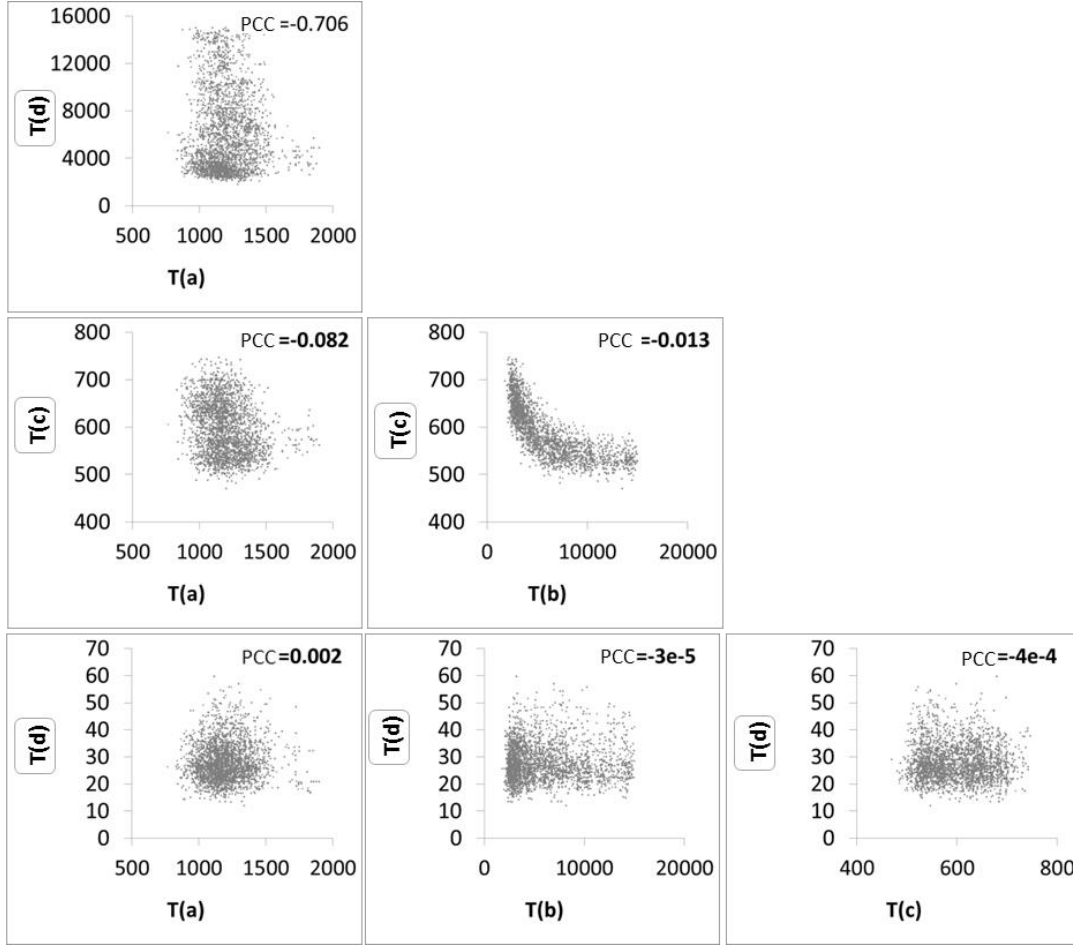 PCC =-0.706
16000
12000
8000
4000
0
T(d)
500 1000 1500 2000
T(a)
PCC =-0.082
800
700
600
500
400
T(c)
500 1000 1500 2000
T(a)
PCC =-0.013
800
700
600
500
400
T(c)
0 10000 20000
T(b)
PCC=0.002
70
60
50
40
30
20
10
0
T(d)
500 1000 1500 2000
T(a)
PCC=-3e-5
70
60
50
40
30
20
10
0
T(d)
0 10000 20000
T(b)
PCC=-4e-4
70
60
50
40
30
20
10
0
T(d)
400 600 800
T(c)